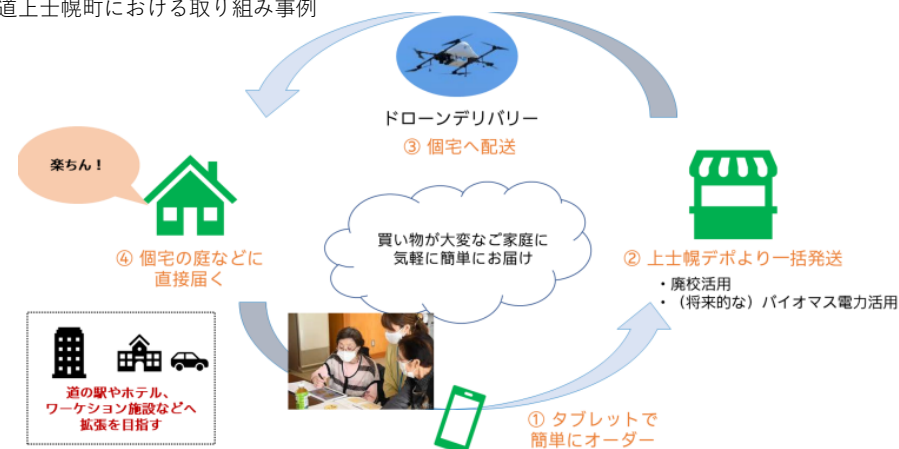 道上士幌町における取り組み事例
ドローンデリバリー
③ 個宅へ配送
楽ちん！
買い物が大変なご家庭に
気軽に簡単にお届け
④ 個宅の庭などに
直接届く
② 上士幌デポより一括発送
・廃校活用
・（将来的な）バイオマス電力活用
道の駅やホテル、
ワーケション施設などへ
拡張を目指す
① タブレットで
簡単にオーダー